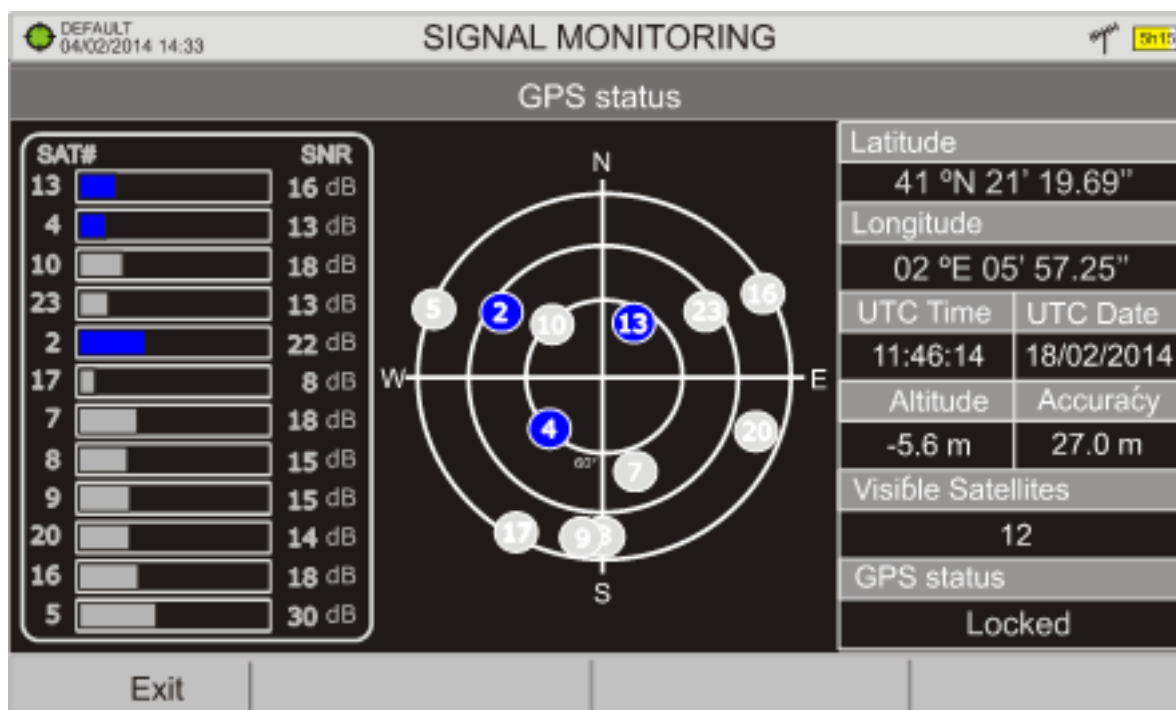 DEFAULT
04/02/2014 14:33
SIGNAL MONITORING
5h15
GPS status
SAT# SNR
13 16 dB
4 13 dB
10 18 dB
23 13 dB
2 22 dB
17 8 dB
7 18 dB
8 15 dB
9 15 dB
20 14 dB
16 18 dB
5 30 dB
N
5 2 10 13 23 16
W E
4 20
60°
7
17 9 8
S
Latitude
41 ºN 21' 19.69"
Longitude
02 ºE 05' 57.25"
UTC Time UTC Date
11:46:14 18/02/2014
Altitude Accuraćy
-5.6 m 27.0 m
Visible Satellites
12
GPS status
Locked
Exit